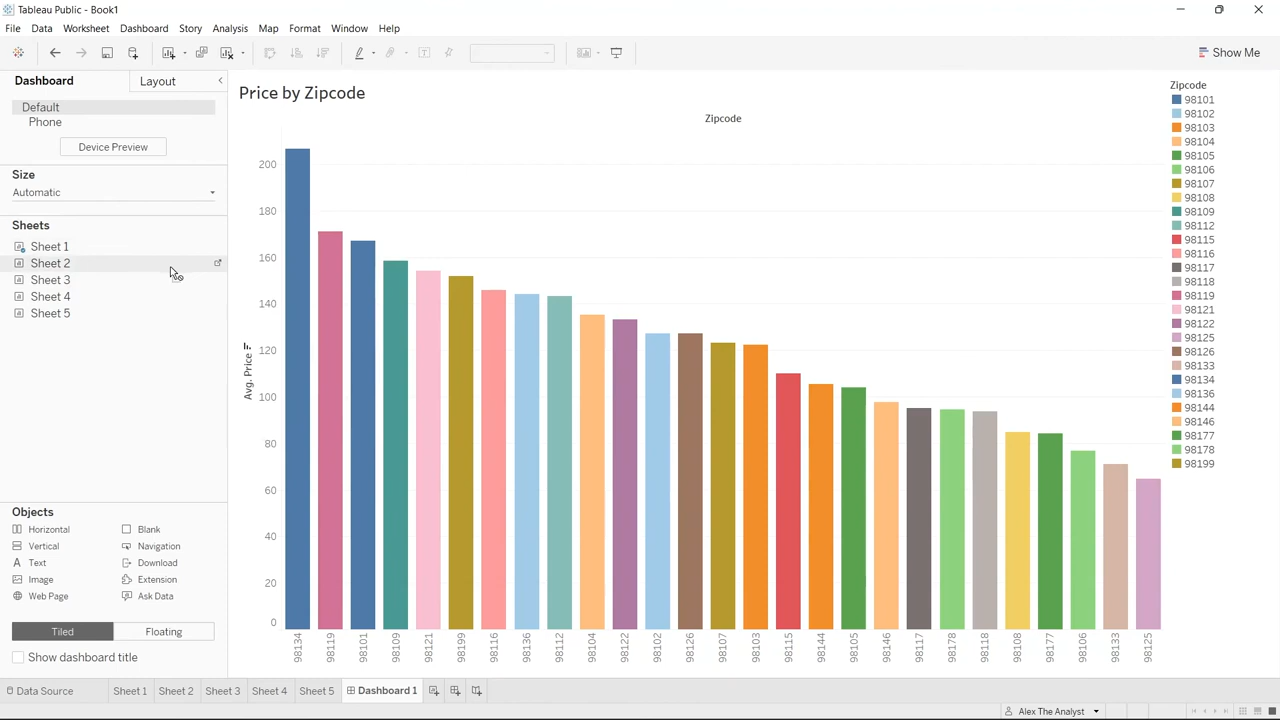 Tableau Public - Book1
File Data Worksheet Dashboard Story Analysis Map Format Window Help
Show Me
Dashboard Layout
Default
Phone
Device Preview
Size
Automatic
Sheets
Sheet 1
Sheet 2
Sheet 3
Sheet 4
Sheet 5
Objects
Horizontal Blank
Vertical Navigation
Text Download
Image Extension
Web Page Ask Data
Tiled Floating
Show dashboard title
Price by Zipcode
Zipcode
Avg. Price
200
180
160
140
120
100
80
60
40
20
0
98134 98119 98101 98109 98121 98199 98116 98136 98112 98104 98122 98102 98126 98107 98103 98115 98144 98105 98146 98117 98178 98118 98108 98177 98106 98133 98125
Zipcode
98101
98102
98103
98104
98105
98106
98107
98108
98109
98112
98115
98116
98117
98118
98119
98121
98122
98125
98126
98133
98134
98136
98144
98146
98177
98178
98199
Data Source Sheet 1 Sheet 2 Sheet 3 Sheet 4 Sheet 5 Dashboard 1
Alex The Analyst